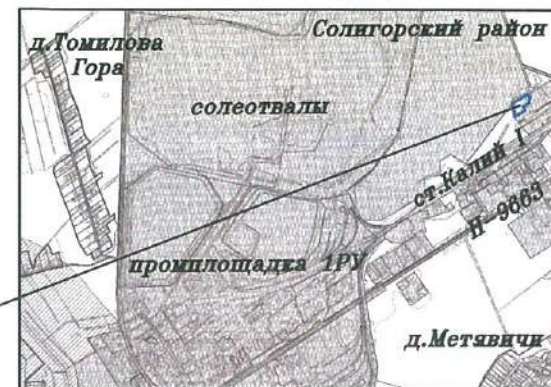 д.Томилова
Гора
Солигорский район
солеотвалы
ст.Калий I
Н-9663
промплощадка 1РУ
д.Метявичи